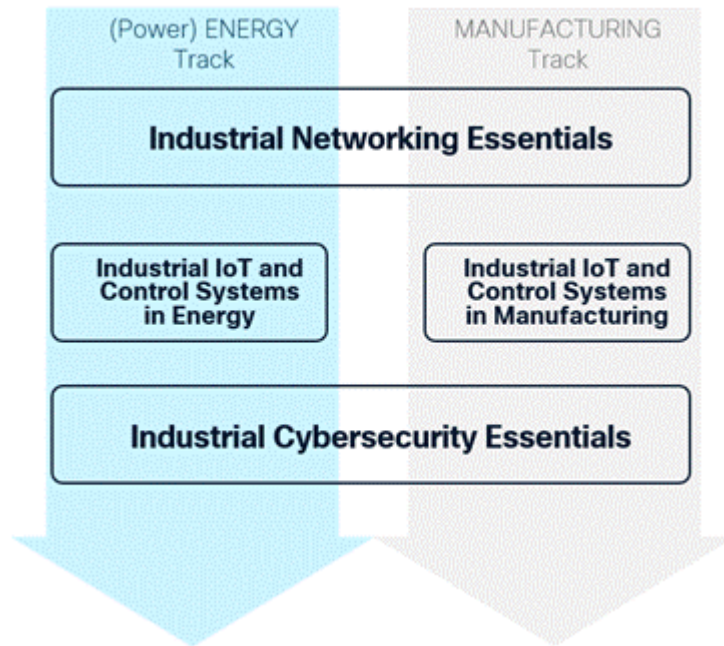 (Power) ENERGY
Track
MANUFACTURING
Track
Industrial Networking Essentials
Industrial IoT and
Control Systems
in Energy
Industrial IoT and
Control Systems
in Manufacturing
Industrial Cybersecurity Essentials